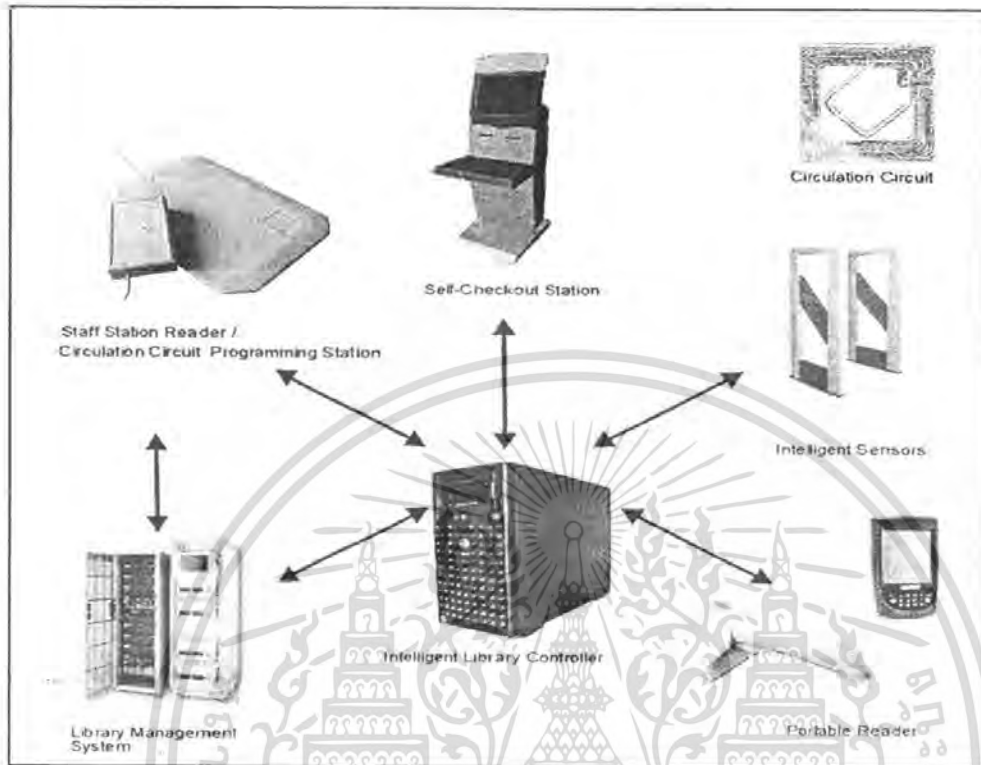 Circulation Circuit
Self-Checkout Station
Staff Station Reader /
Circulation Circuit Programming Station
Intelligent Sensors
Intelligent Library Controller
Library Management
System
Portable Reader